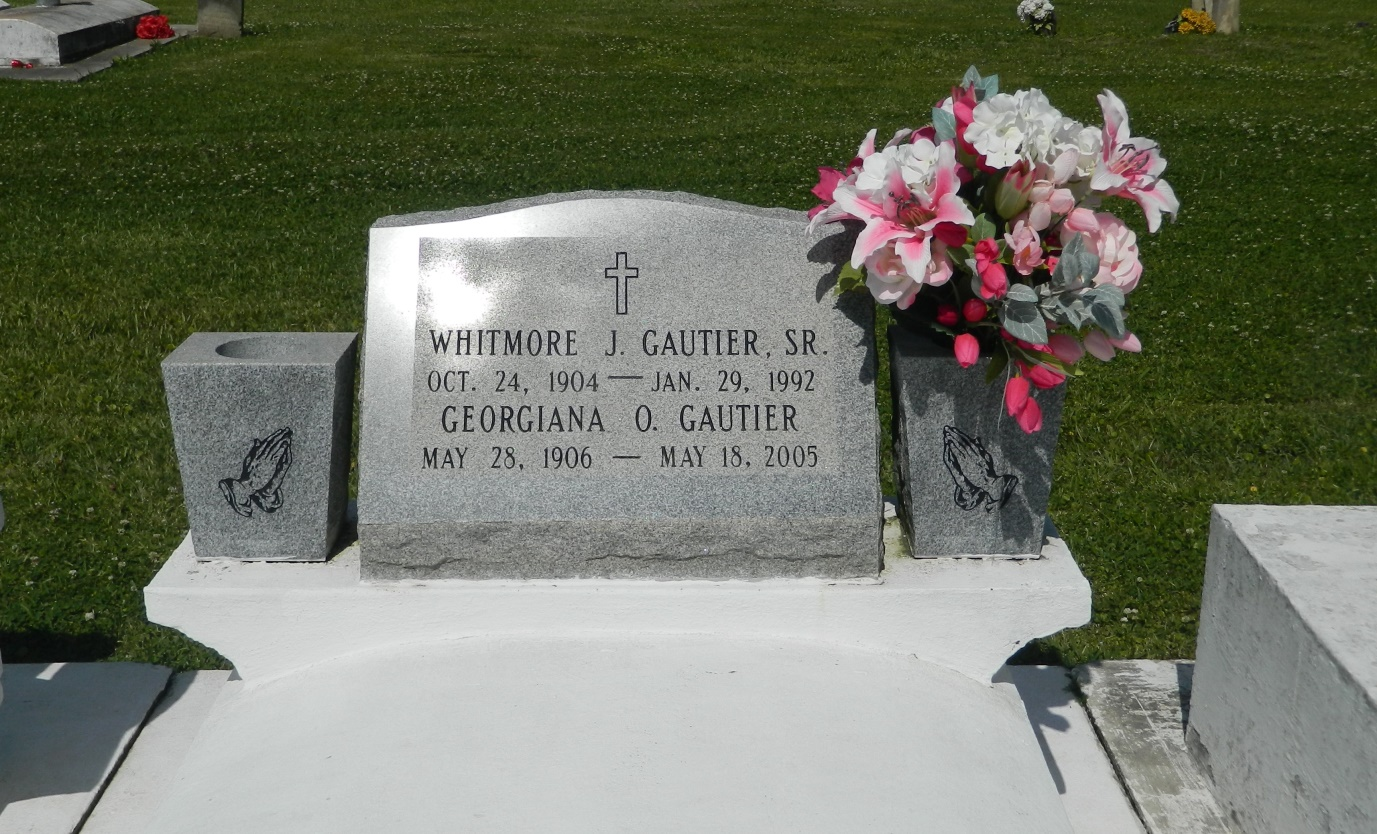 WHITMORE J. GAUTIER, SR.
OCT. 24, 1904 — JAN. 29, 1992
GEORGIANA O. GAUTIER
MAY 28, 1906 — MAY 18, 2005